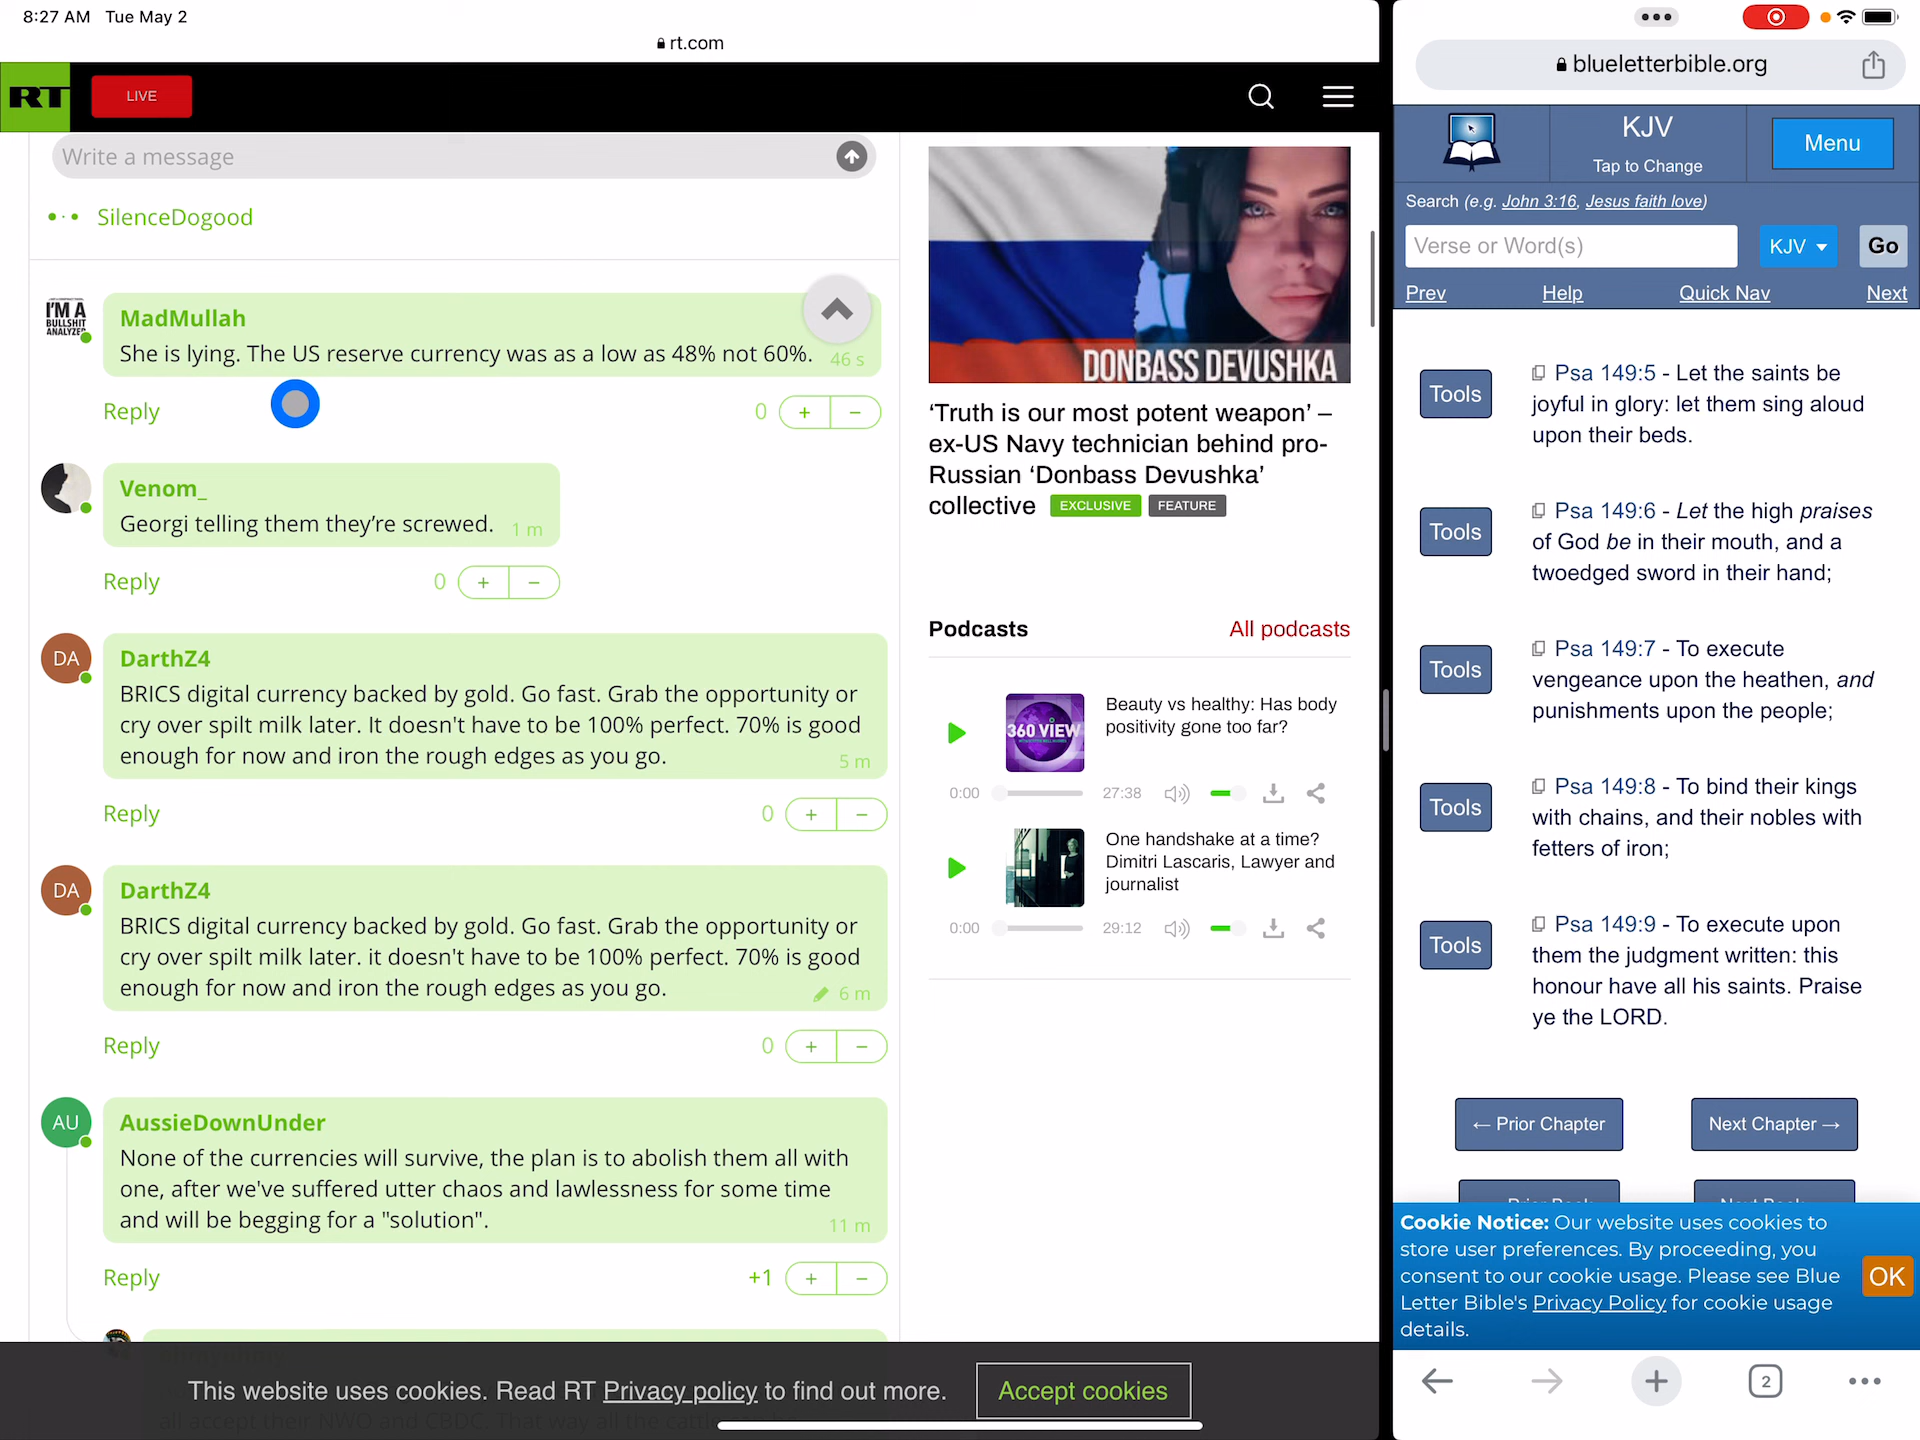 8:27 AM Tue May 2
rt.com
RT
LIVE
Write a message
SilenceDogood
I'M A
BULLSHIT
ANALYZER
MadMullah
She is lying. The US reserve currency was as a low as 48% not 60%.
46 s
Reply
0 + −
Venom_
Georgi telling them they’re screwed.
1 m
Reply
0 + −
DA
DarthZ4
BRICS digital currency backed by gold. Go fast. Grab the opportunity or
cry over spilt milk later. It doesn't have to be 100% perfect. 70% is good
enough for now and iron the rough edges as you go.
5 m
Reply
0 + −
DA
DarthZ4
BRICS digital currency backed by gold. Go fast. Grab the opportunity or
cry over spilt milk later. it doesn't have to be 100% perfect. 70% is good
enough for now and iron the rough edges as you go.
6 m
Reply
0 + −
AU
AussieDownUnder
None of the currencies will survive, the plan is to abolish them all with
one, after we've suffered utter chaos and lawlessness for some time
and will be begging for a "solution".
11 m
Reply
+1 + −
all accept their NWO and CBDC. That way all the
This website uses cookies. Read RT Privacy policy to find out more.
Accept cookies
DONBASS DEVUSHKA
‘Truth is our most potent weapon’ –
ex-US Navy technician behind pro-
Russian ‘Donbass Devushka’
collective EXCLUSIVE FEATURE
Podcasts
All podcasts
360 VIEW
Beauty vs healthy: Has body
positivity gone too far?
0:00
27:38
One handshake at a time?
Dimitri Lascaris, Lawyer and
journalist
0:00
29:12
blueletterbible.org
KJV
Tap to Change
Menu
Search (e.g. John 3:16, Jesus faith love)
Verse or Word(s)
KJV
Go
Prev
Help
Quick Nav
Next
Tools
Psa 149:5 - Let the saints be
joyful in glory: let them sing aloud
upon their beds.
Tools
Psa 149:6 - Let the high praises
of God be in their mouth, and a
twoedged sword in their hand;
Tools
Psa 149:7 - To execute
vengeance upon the heathen, and
punishments upon the people;
Tools
Psa 149:8 - To bind their kings
with chains, and their nobles with
fetters of iron;
Tools
Psa 149:9 - To execute upon
them the judgment written: this
honour have all his saints. Praise
ye the LORD.
← Prior Chapter
Next Chapter →
Cookie Notice: Our website uses cookies to
store user preferences. By proceeding, you
consent to our cookie usage. Please see Blue
Letter Bible's Privacy Policy for cookie usage
details.
OK
2